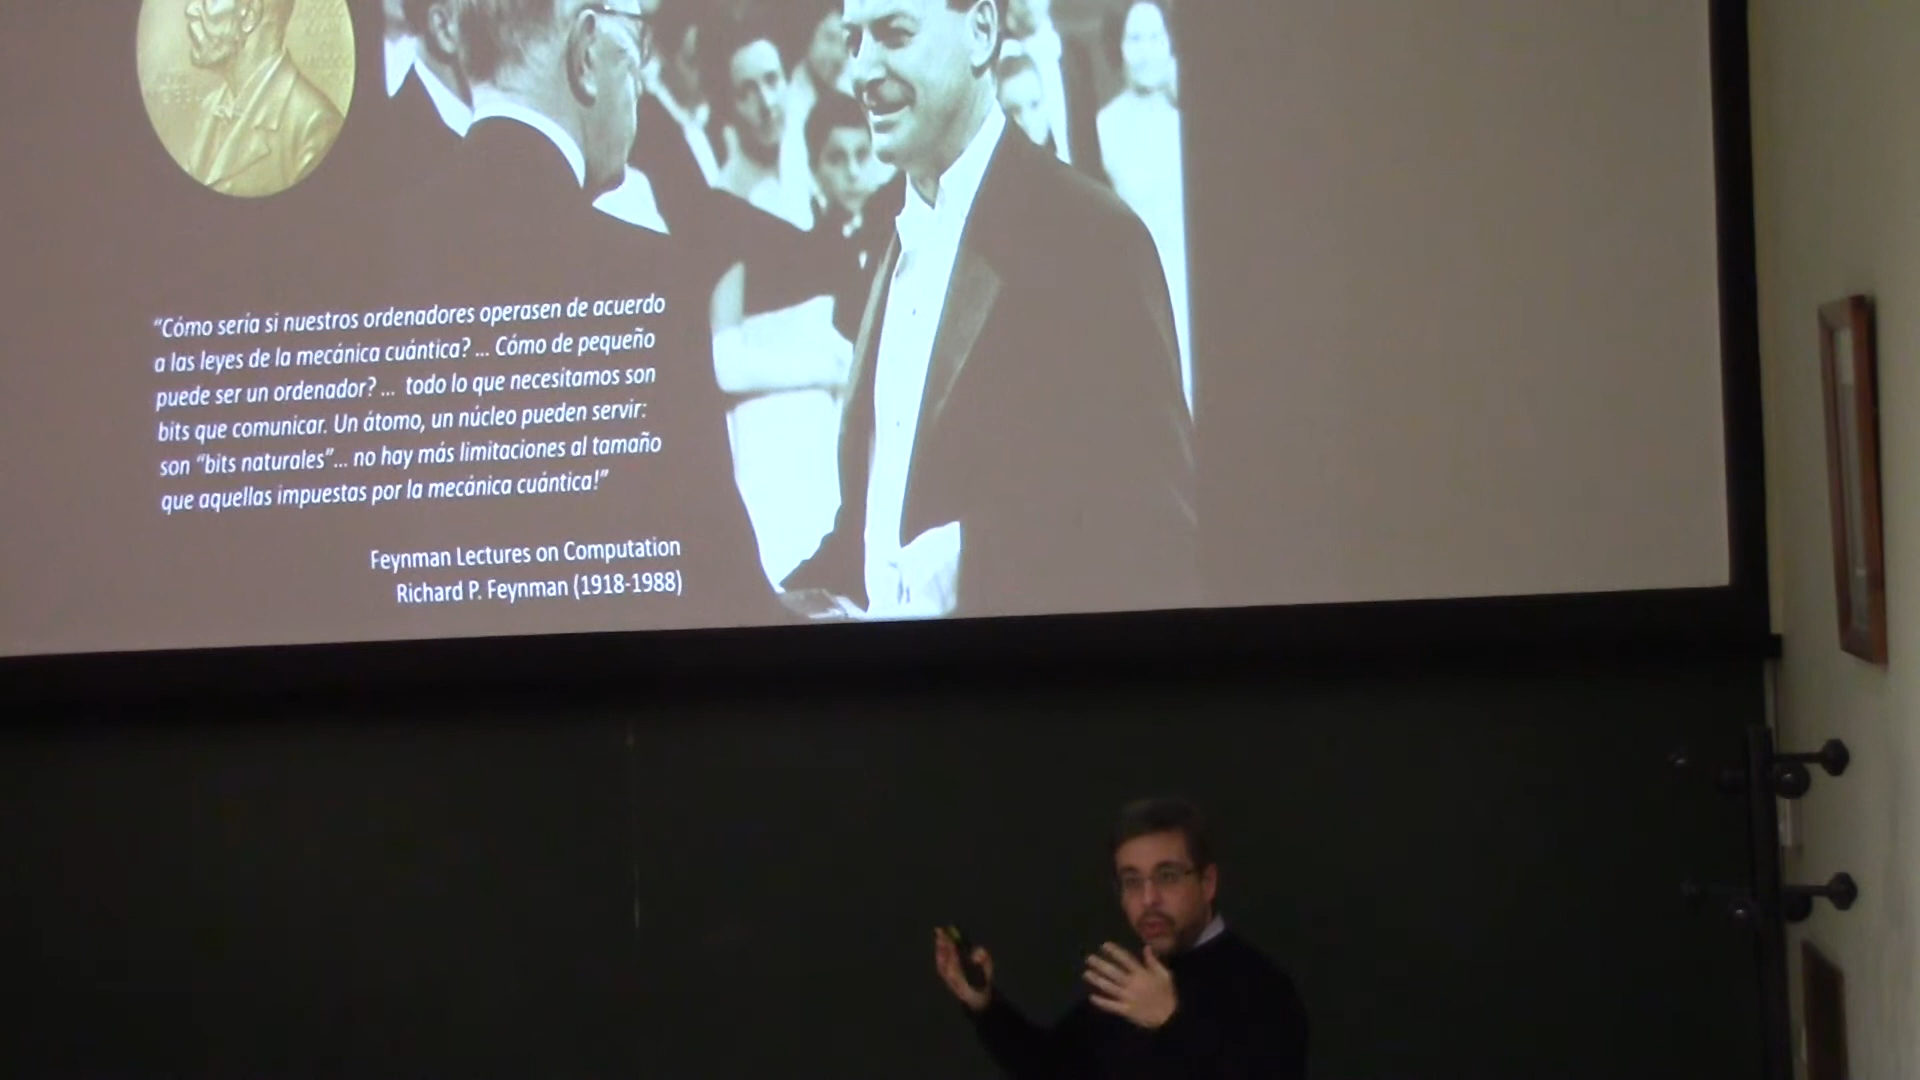 “Cómo sería si nuestros ordenadores operasen de acuerdo
a las leyes de la mecánica cuántica? ... Cómo de pequeño
puede ser un ordenador? ... todo lo que necesitamos son
bits que comunicar. Un átomo, un núcleo pueden servir:
son “bits naturales”... no hay más limitaciones al tamaño
que aquellas impuestas por la mecánica cuántica!”
Feynman Lectures on Computation
Richard P. Feynman (1918-1988)